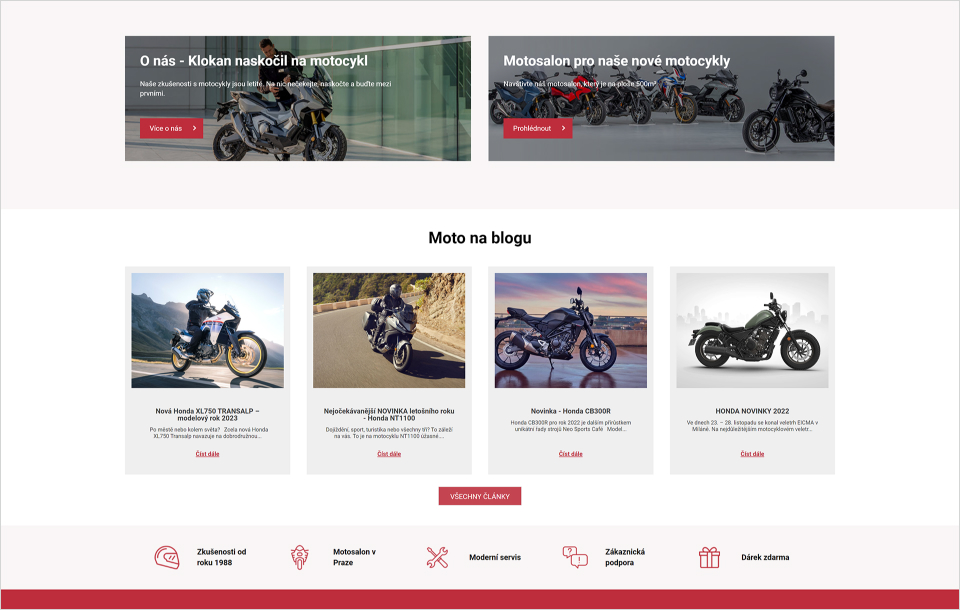 O nás - Klokan naskočil na motocykl
Naše zkušenosti s motocykly jsou letité. Na nic nečekejte, naskočte a buďte mezi
prvními.
Více o nás
Motosalon pro naše nové motocykly
Navštivte náš motosalon, který je na ploše 500m²
Prohlédnout
Moto na blogu
Nová Honda XL750 TRANSALP –
modelový rok 2023
Po městě nebo kolem světa? Zcela nová Honda
XL750 Transalp navazuje na dobrodružnou...
Číst dále
Nejočekávanější NOVINKA letošního roku
- Honda NT1100
Dojíždění, sport, turistika nebo všechny tři? To záleží
na vás. To je na motocyklu NT1100 úžasné....
Číst dále
Novinka - Honda CB300R
Honda CB300R pro rok 2022 je dalším přírůstkem
unikátní řady strojů Neo Sports Café Model...
Číst dále
HONDA NOVINKY 2022
Ve dnech 23. – 28. listopadu se konal veletrh EICMA v
Miláně. Na nejdůležitějším motocyklovém veletr...
Číst dále
VŠECHNY ČLÁNKY
Zkušenosti od
roku 1988
Motosalon v
Praze
Moderní servis
Zákaznická
podpora
Dárek zdarma